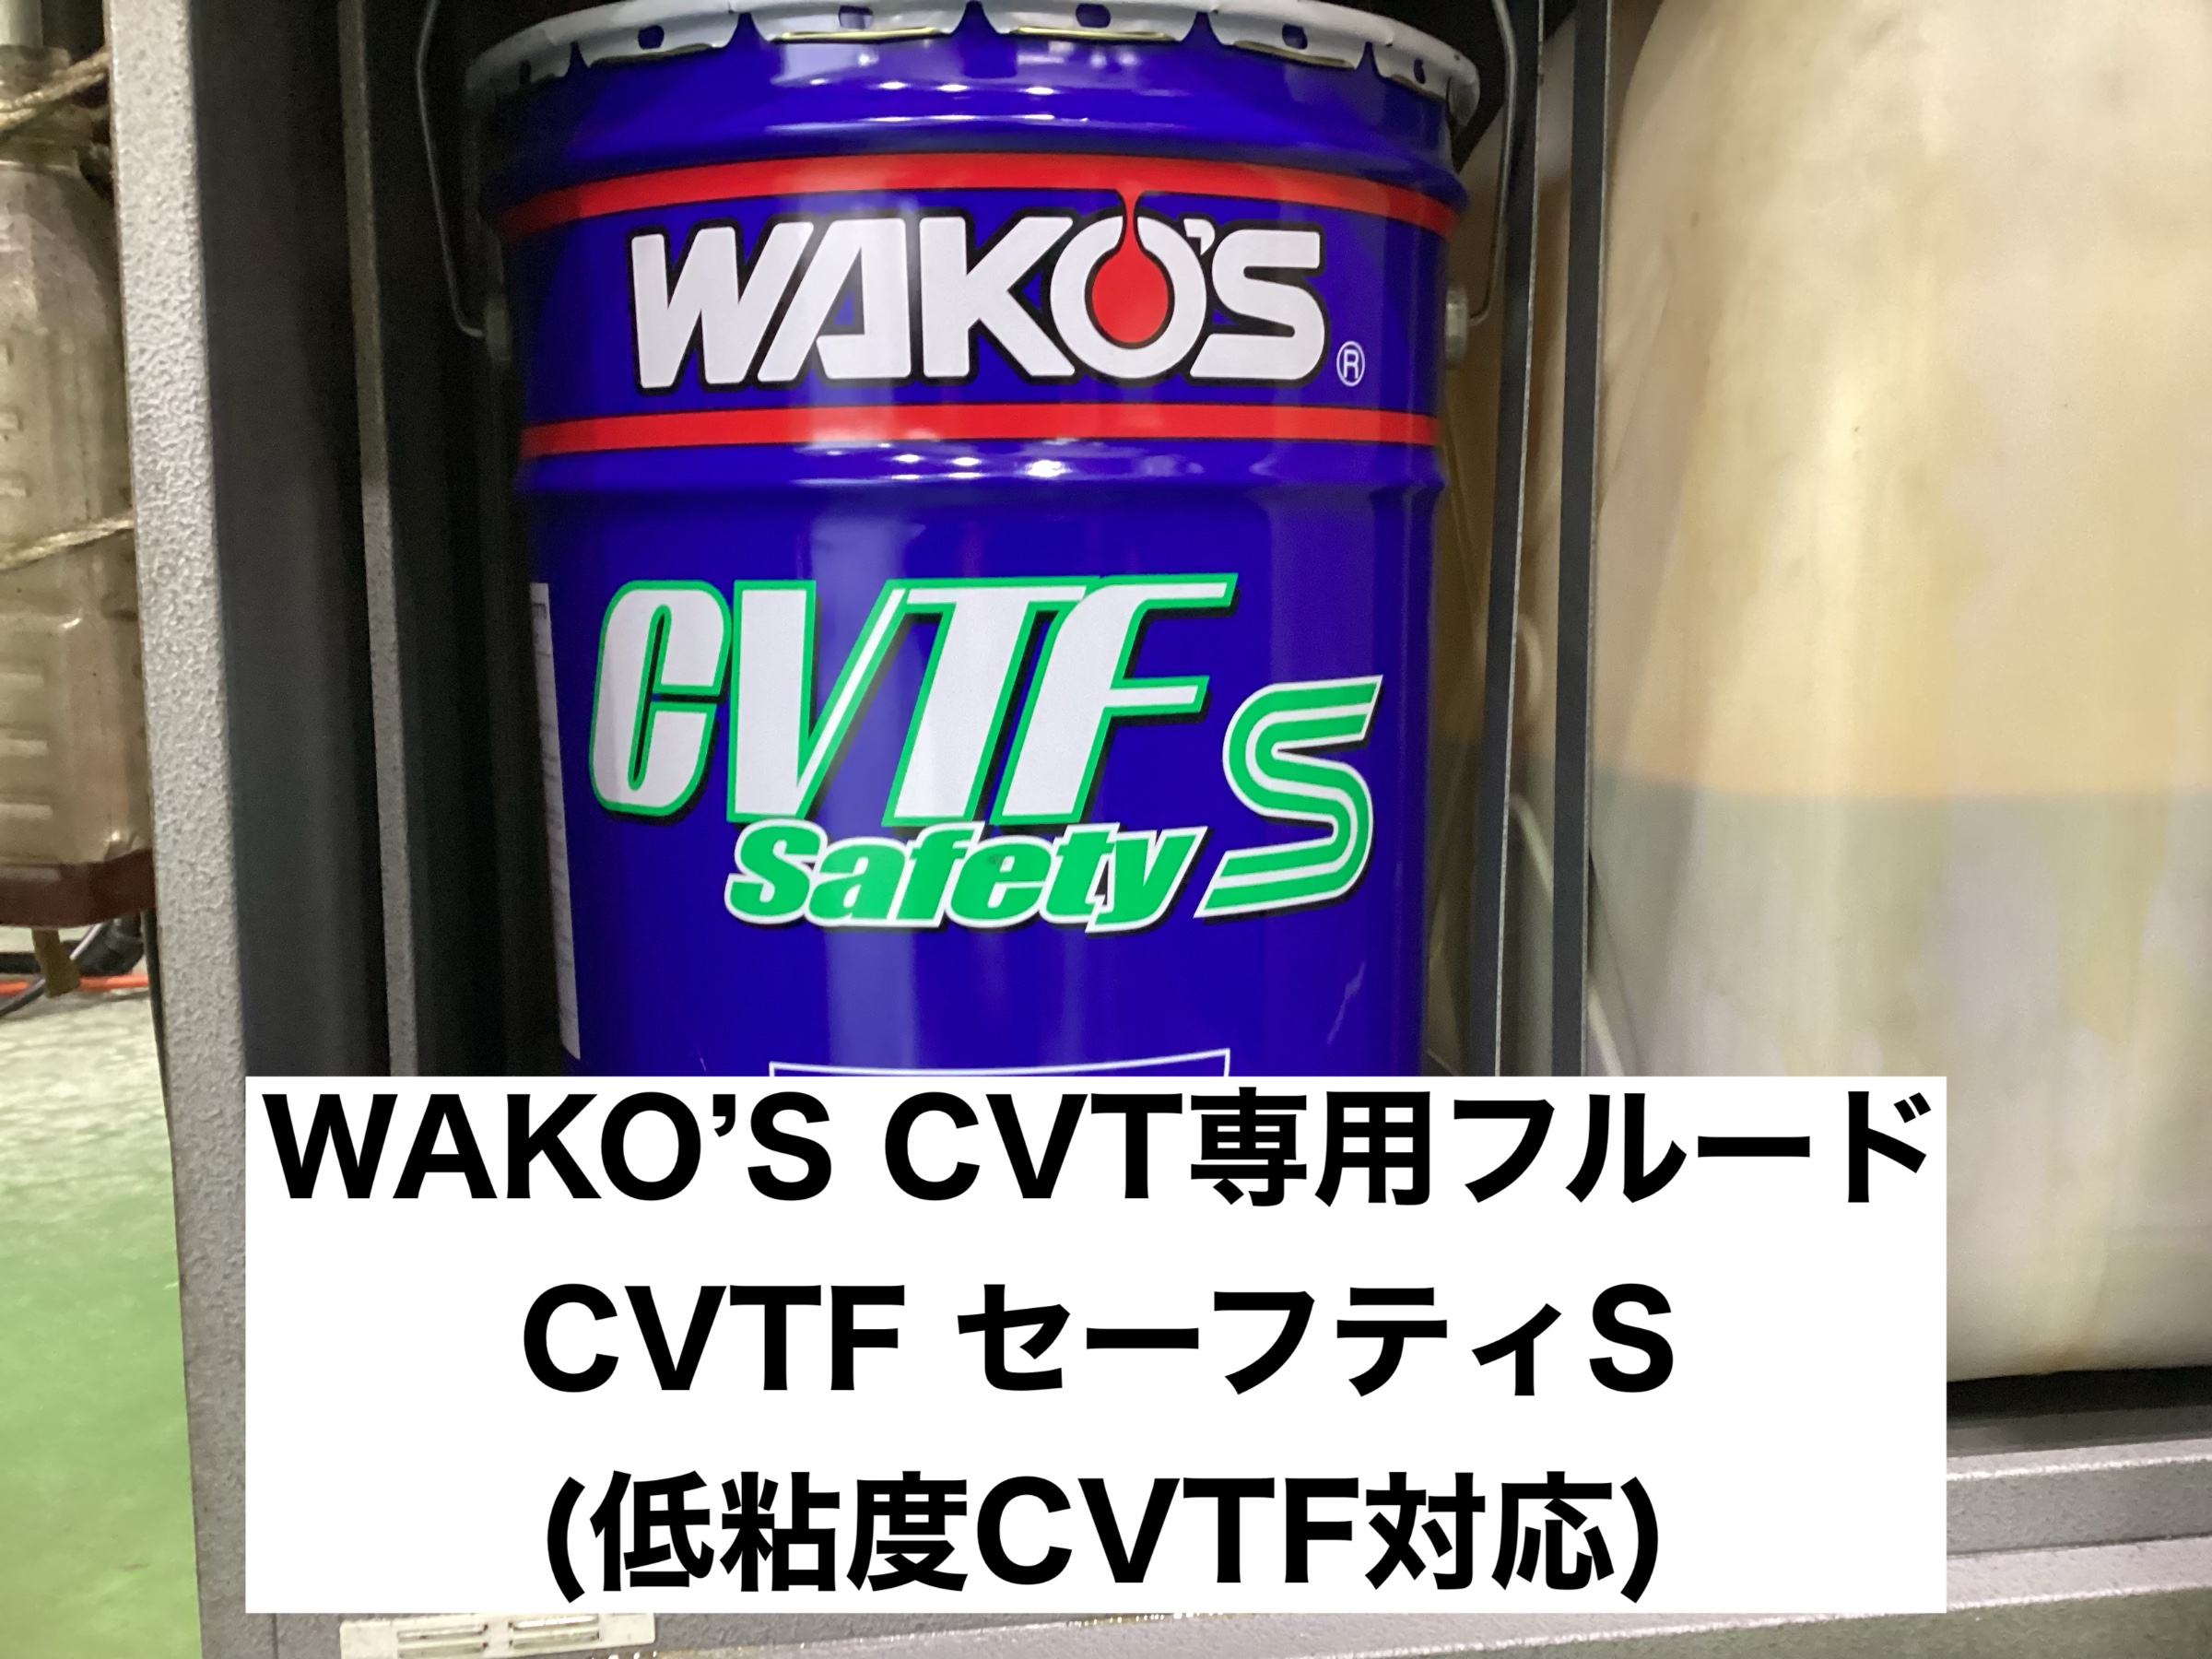 WAKO'S ®
CVTF S
Safety
WAKO’S CVT専用フルード
CVTF セーフティS
(低粘度CVTF対応)